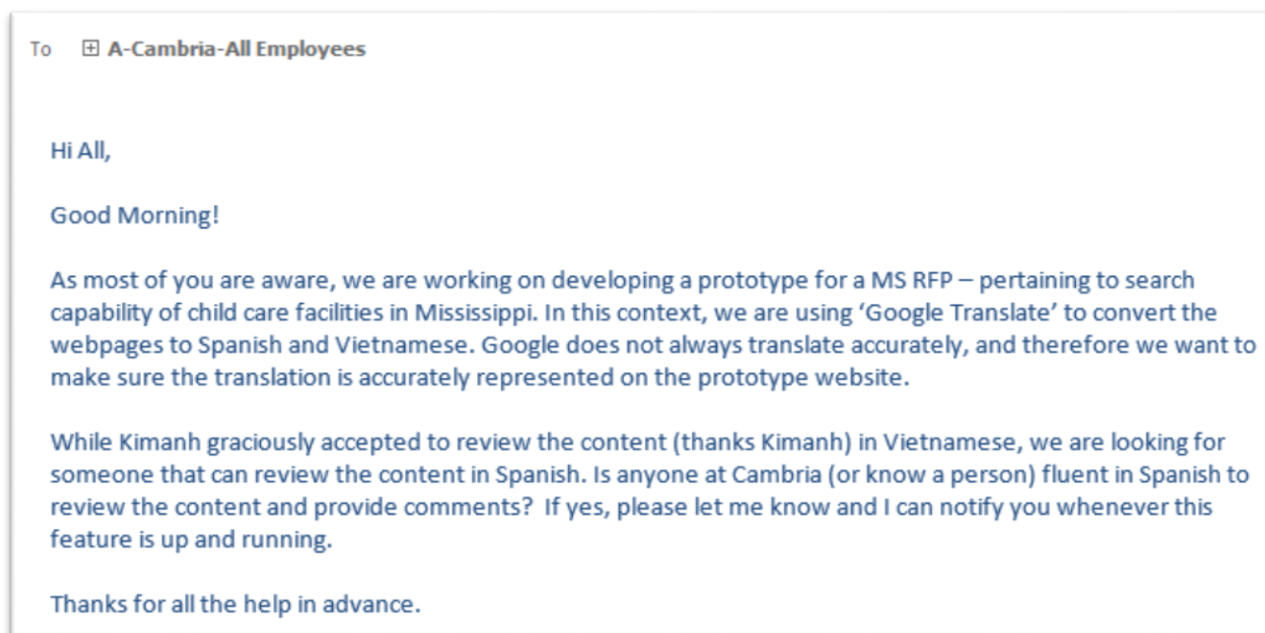 To A-Cambria-All Employees
Hi All,
Good Morning!
As most of you are aware, we are working on developing a prototype for a MS RFP – pertaining to search
capability of child care facilities in Mississippi. In this context, we are using ‘Google Translate’ to convert the
webpages to Spanish and Vietnamese. Google does not always translate accurately, and therefore we want to
make sure the translation is accurately represented on the prototype website.
While Kimanh graciously accepted to review the content (thanks Kimanh) in Vietnamese, we are looking for
someone that can review the content in Spanish. Is anyone at Cambria (or know a person) fluent in Spanish to
review the content and provide comments?  If yes, please let me know and I can notify you whenever this
feature is up and running.
Thanks for all the help in advance.